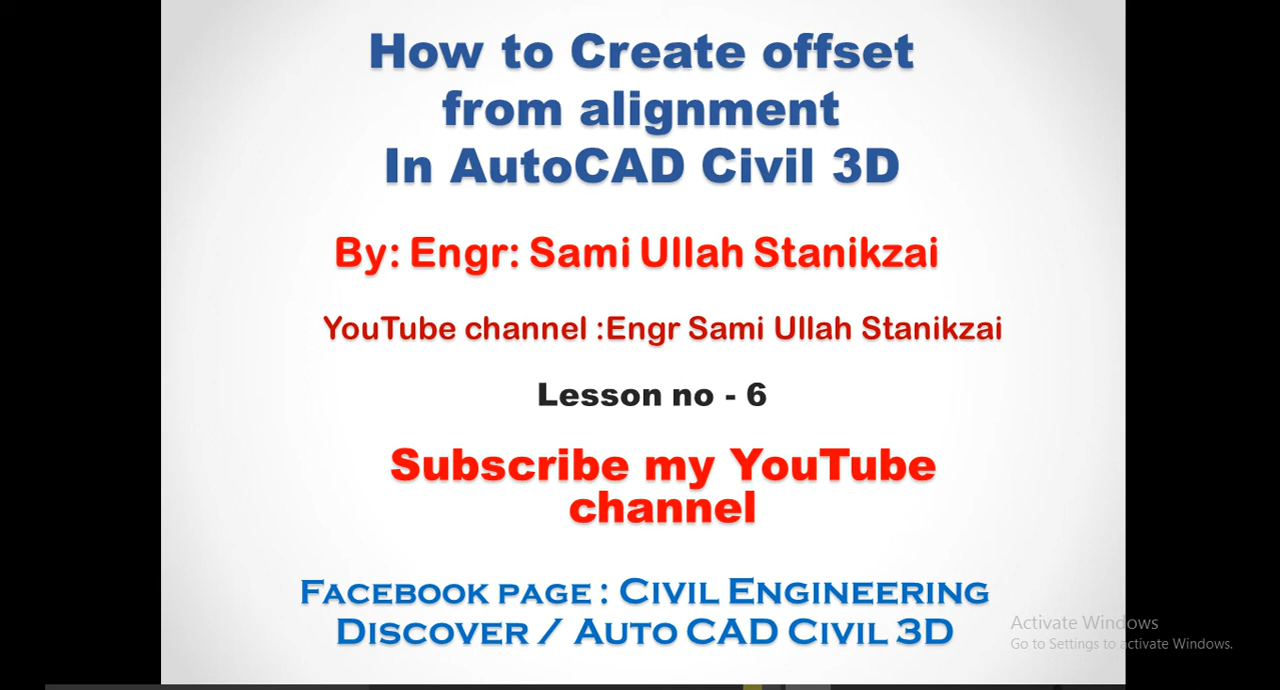 How to Create offset
from alignment
In AutoCAD Civil 3D
By: Engr: Sami Ullah Stanikzai
YouTube channel :Engr Sami Ullah Stanikzai
Lesson no - 6
Subscribe my YouTube
channel
Facebook page : Civil Engineering
Discover / Auto CAD Civil 3D
Activate Windows
Go to Settings to activate Windows.